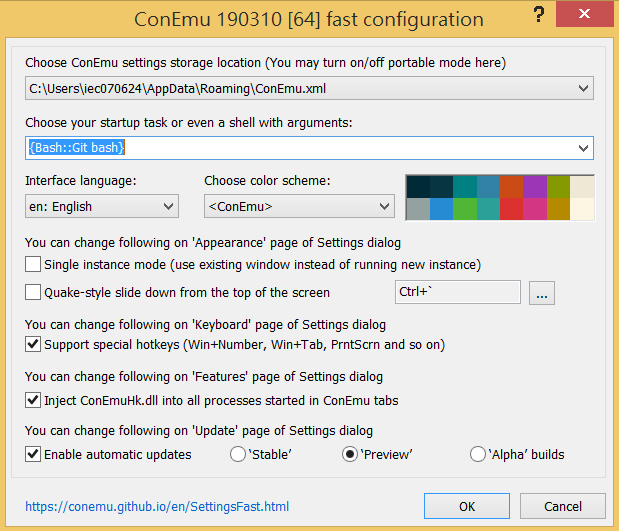 ConEmu 190310 [64] fast configuration
?
Choose ConEmu settings storage location (You may turn on/off portable mode here)
C:\Users\iec070624\AppData\Roaming\ConEmu.xml
Choose your startup task or even a shell with arguments:
{Bash::Git bash}
Interface language: Choose color scheme:
en: English <ConEmu>
You can change following on 'Appearance' page of Settings dialog
Single instance mode (use existing window instead of running new instance)
Quake-style slide down from the top of the screen Ctrl+` ...
You can change following on 'Keyboard' page of Settings dialog
Support special hotkeys (Win+Number, Win+Tab, PrntScrn and so on)
You can change following on 'Features' page of Settings dialog
Inject ConEmuHk.dll into all processes started in ConEmu tabs
You can change following on 'Update' page of Settings dialog
Enable automatic updates ‘Stable’ ‘Preview’ ‘Alpha’ builds
https://conemu.github.io/en/SettingsFast.html OK Cancel